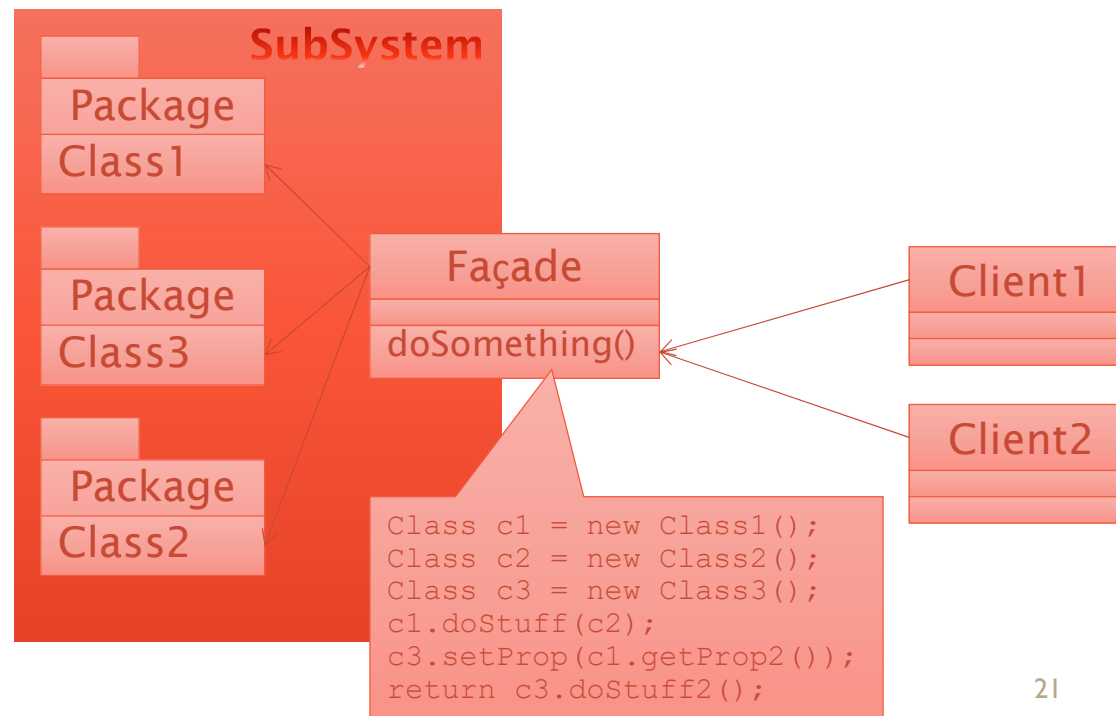 SubSystem
Package
Class1
Package
Class3
Package
Class2
Façade
doSomething()
Client1
Client2
Class c1 = new Class1();
Class c2 = new Class2();
Class c3 = new Class3();
c1.doStuff(c2);
c3.setProp(c1.getProp2());
return c3.doStuff2();
21